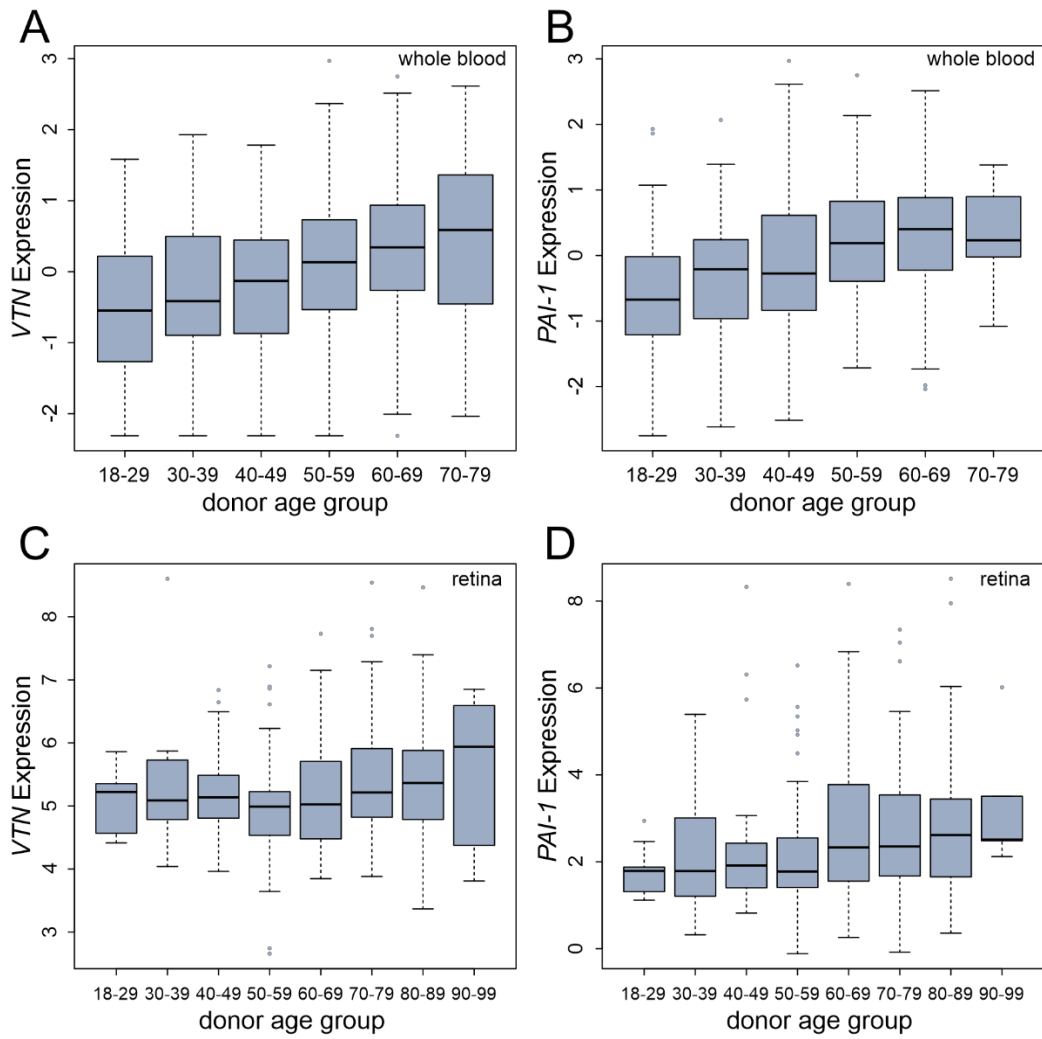 A
whole blood
VTN Expression
3
2
1
0
-1
-2
18-29 30-39 40-49 50-59 60-69 70-79
donor age group
B
whole blood
PAI-1 Expression
3
2
1
0
-1
-2
18-29 30-39 40-49 50-59 60-69 70-79
donor age group
C
retina
VTN Expression
8
7
6
5
4
3
18-29 30-39 40-49 50-59 60-69 70-79 80-89 90-99
donor age group
D
retina
PAI-1 Expression
8
6
4
2
0
18-29 30-39 40-49 50-59 60-69 70-79 80-89 90-99
donor age group